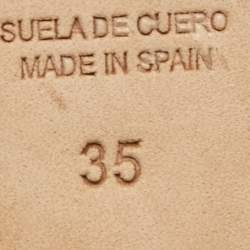 SUELA DE CUERO
MADE IN SPAIN
35